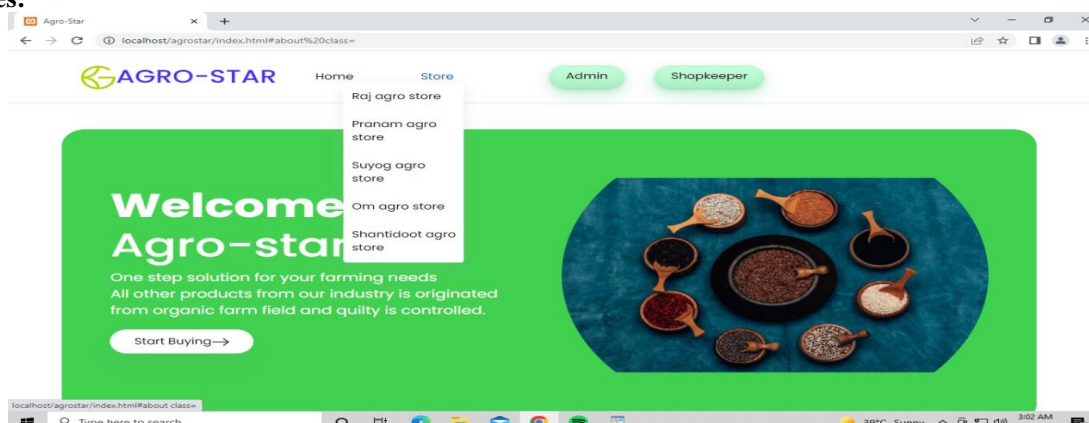 es:
Agro-Star
localhost/agrostar/index.html#about%20class=
AGRO-STAR
Home
Store
Admin
Shopkeeper
Raj agro store
Pranam agro
store
Suyog agro
store
Om agro store
Shantidoot agro
store
Welcome
Agro-star
One step solution for your farming needs
All other products from our industry is originated
from organic farm field and quilty is controlled.
Start Buying→
localhost/agrostar/index.html#about class=
Type here to search
39°C Sunny
3:02 AM